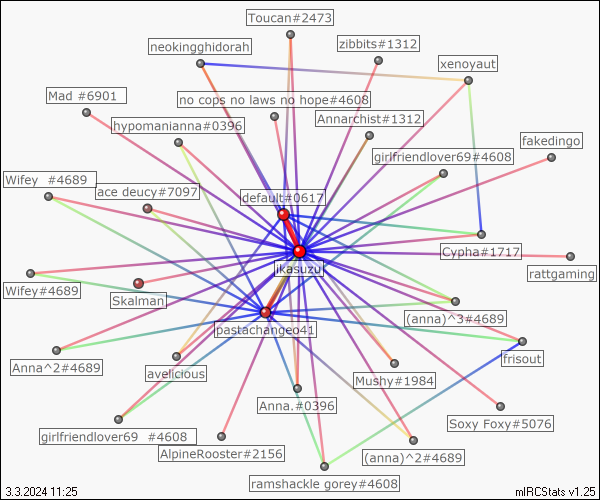 Toucan#2473
neokingghidorah
zibbits#1312
xenoyaut
Mad #6901
no cops no laws no hope#4608
hypomanianna#0396
Annarchist#1312
fakedingo
girlfriendlover69#4608
Wifey  #4689
ace deucy#7097
default#0617
Cypha#1717
jkasuzu
rattgaming
Wifey#4689
Skalman
(anna)^3#4689
pastachangeo41
frisout
Anna^2#4689
avelicious
Mushy#1984
Anna.#0396
Soxy Foxy#5076
girlfriendlover69  #4608
AlpineRooster#2156
(anna)^2#4689
ramshackle gorey#4608
3.3.2024 11:25
mIRCStats v1.25